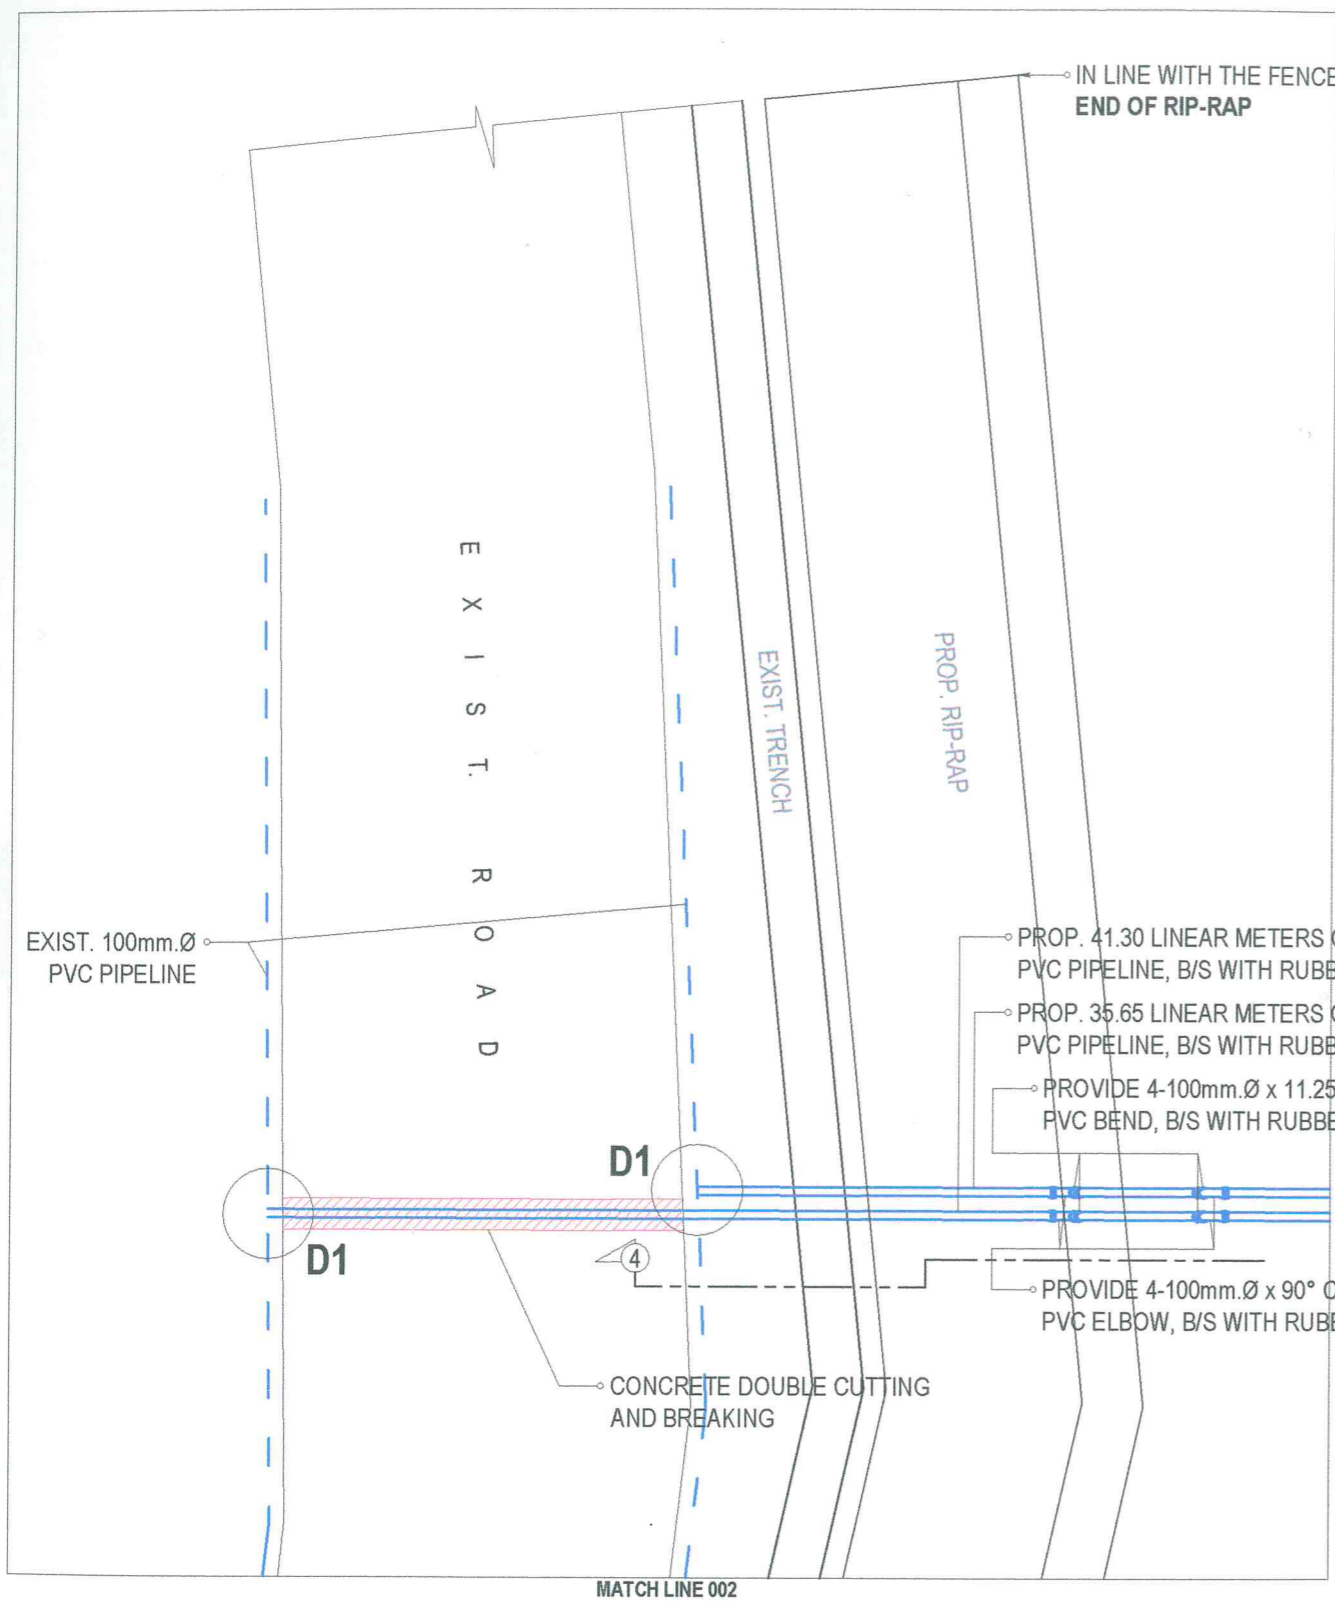 IN LINE WITH THE FENCE
END OF RIP-RAP
EXIST. ROAD
EXIST. TRENCH
PROP. RIP-RAP
EXIST. 100mm.Ø
PVC PIPELINE
PROP. 41.30 LINEAR METERS
PVC PIPELINE, B/S WITH
PROP. 35.65 LINEAR METERS
PVC PIPELINE, B/S WITH
PROVIDE 4-100mm.Ø x 11.25
PVC BEND, B/S WITH
D1
D1
4
PROVIDE 4-100mm.Ø x 90°
PVC ELBOW, B/S WITH
CONCRETE DOUBLE CUTTING
AND BREAKING
MATCH LINE 002